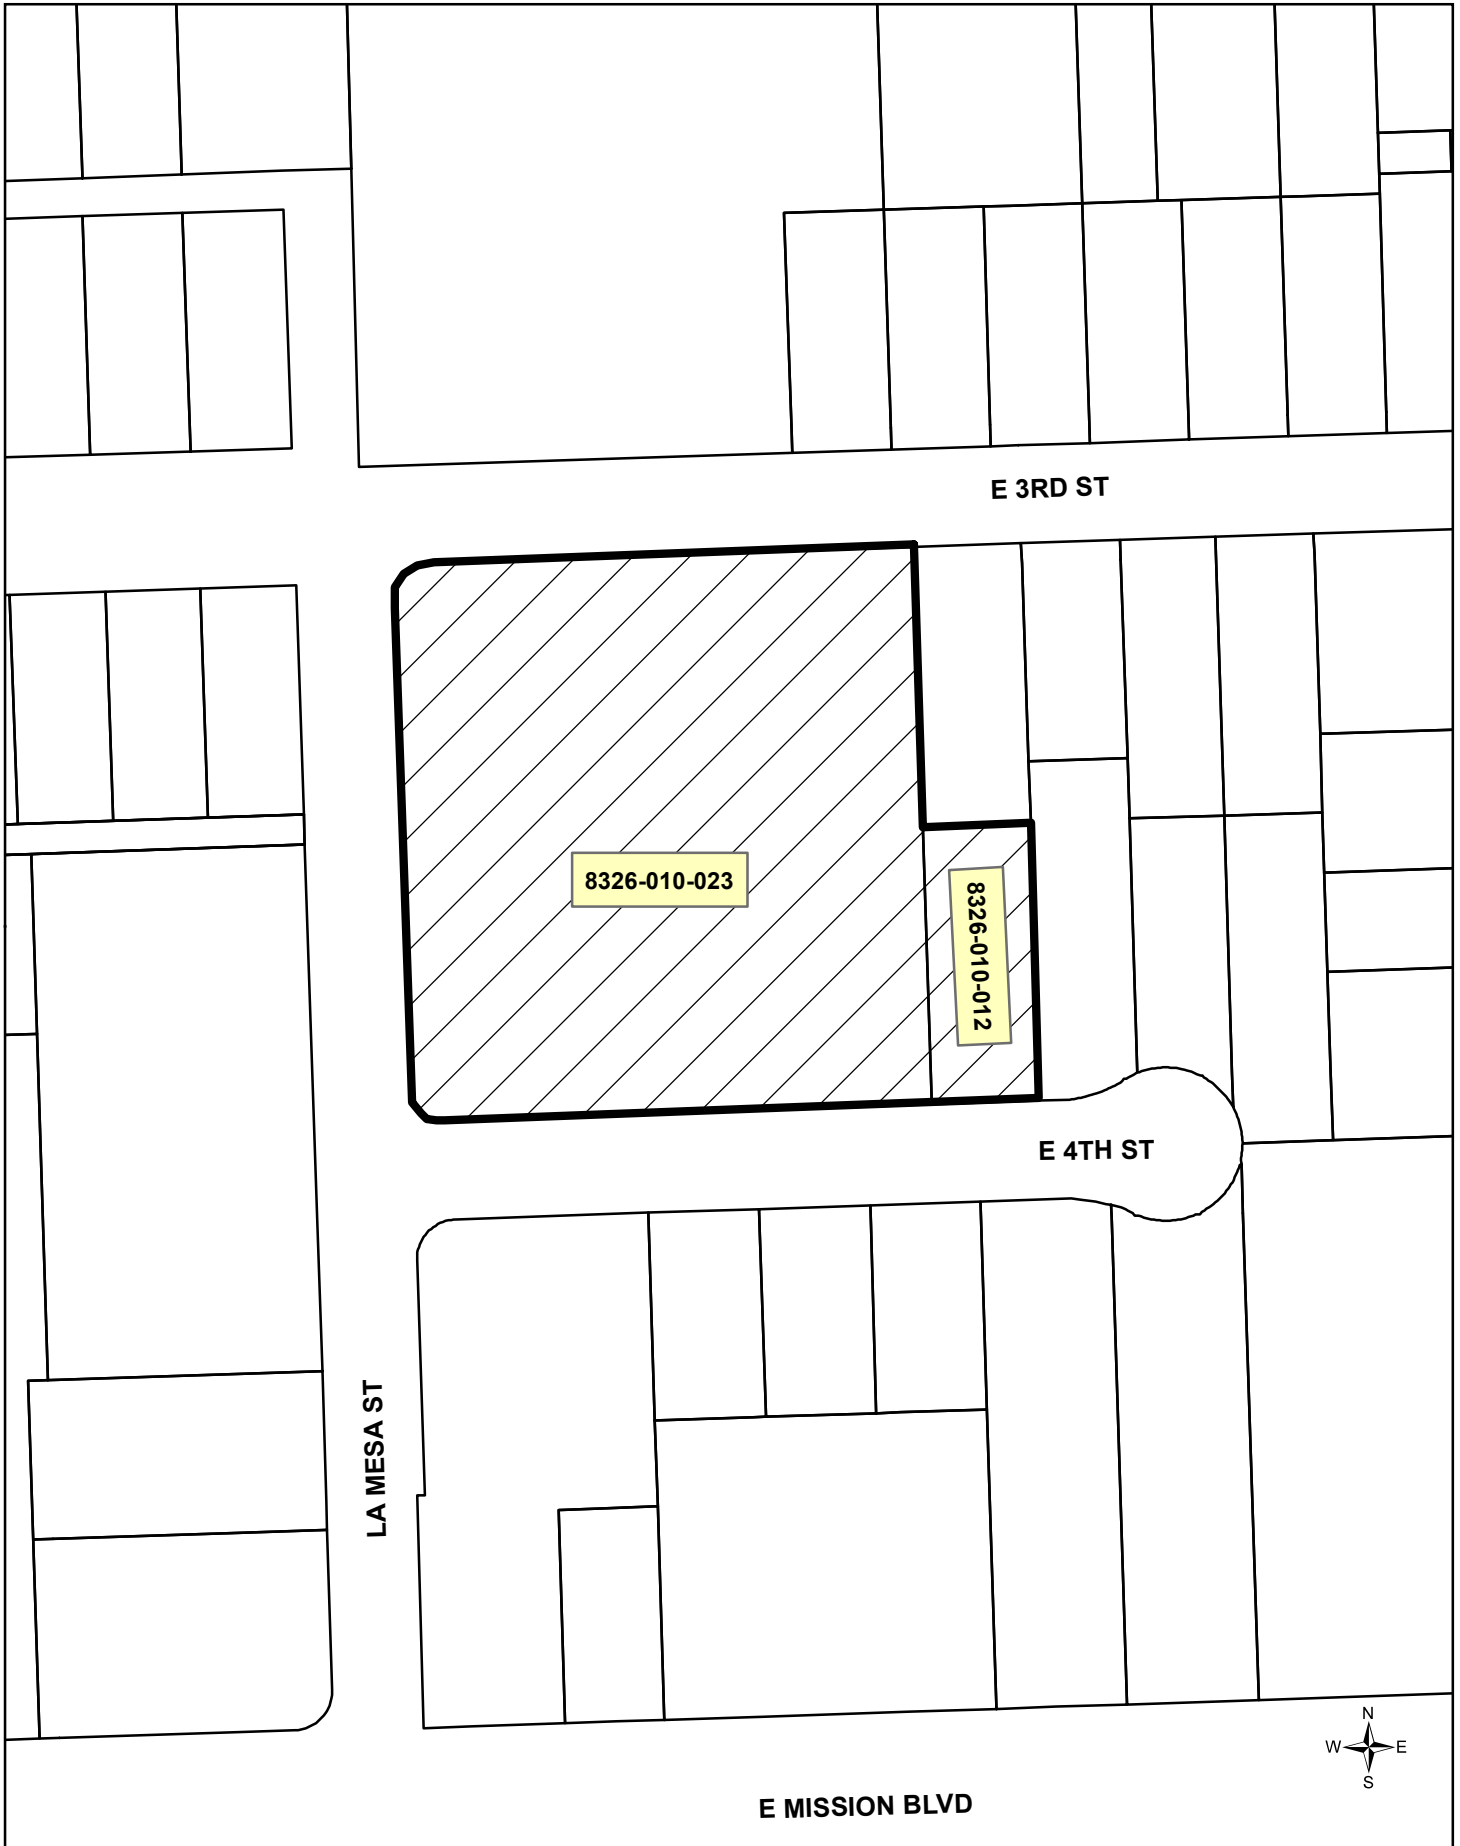 E 3RD ST
8326-010-023
8326-010-012
E 4TH ST
LA MESA ST
N
W E
S
E MISSION BLVD